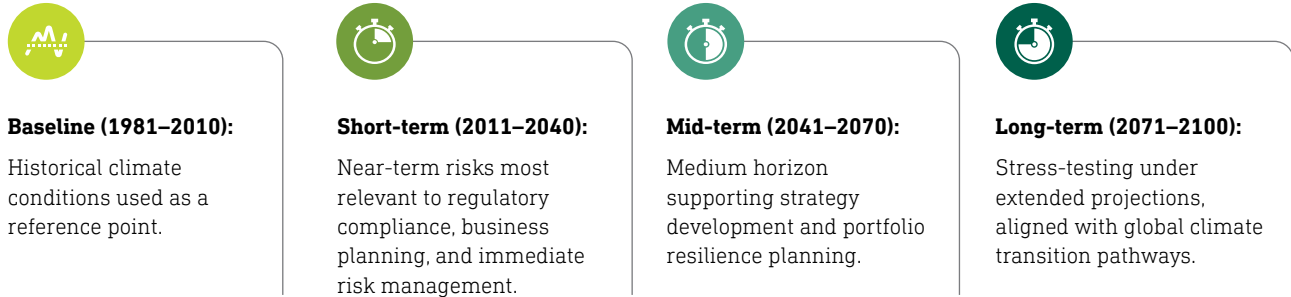 Baseline (1981–2010):
Historical climate
conditions used as a
reference point.
Short-term (2011–2040):
Near-term risks most
relevant to regulatory
compliance, business
planning, and immediate
risk management.
Mid-term (2041–2070):
Medium horizon
supporting strategy
development and portfolio
resilience planning.
Long-term (2071–2100):
Stress-testing under
extended projections,
aligned with global climate
transition pathways.